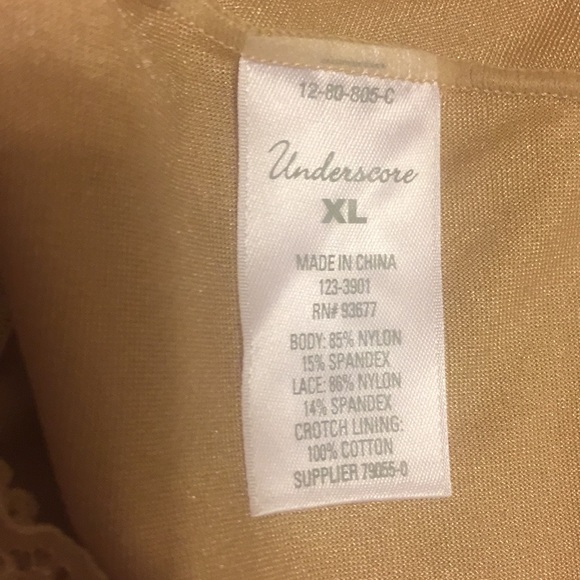 12-80-805-C
Underscore
XL
MADE IN CHINA
123-3901
RN# 93677
BODY: 85% NYLON
15% SPANDEX
LACE: 86% NYLON
14% SPANDEX
CROTCH LINING:
100% COTTON
SUPPLIER 79055-0